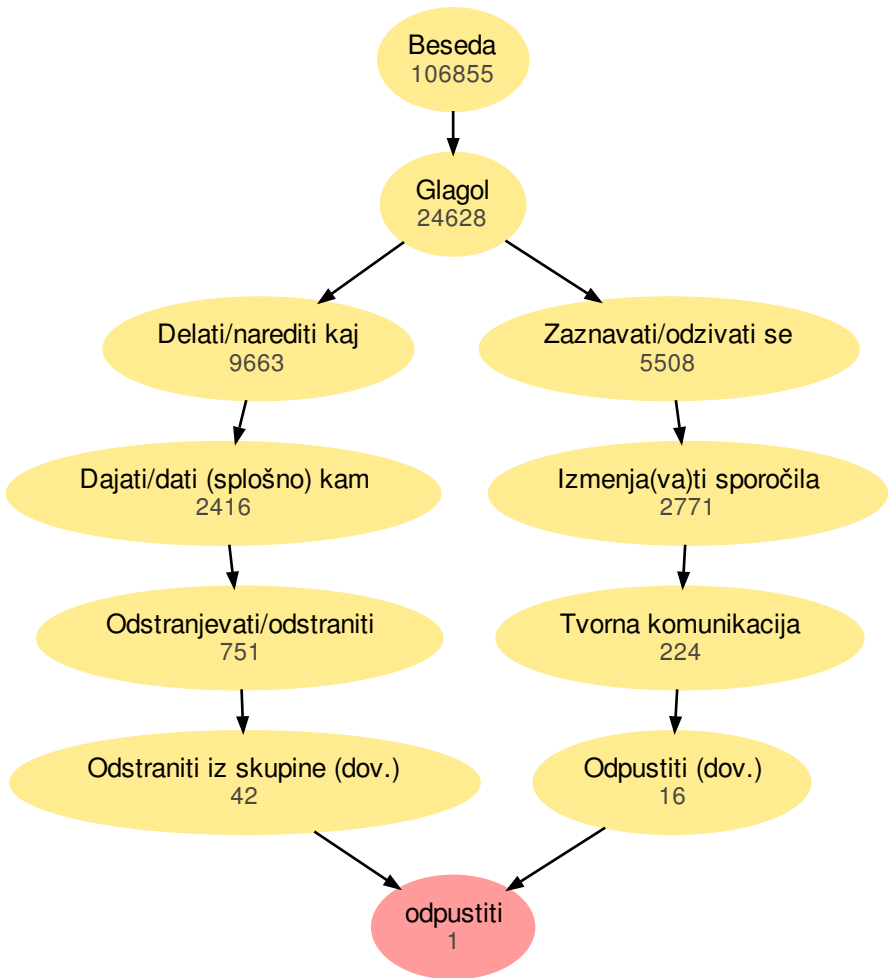 Beseda
106855
Glagol
24628
Delati/narediti kaj
9663
Zaznavati/odzivati se
5508
Dajati/dati (splošno) kam
2416
Izmenja(va)ti sporočila
2771
Odstranjevati/odstraniti
751
Tvorna komunikacija
224
Odstraniti iz skupine (dov.)
42
Odpustiti (dov.)
16
odpustiti
1